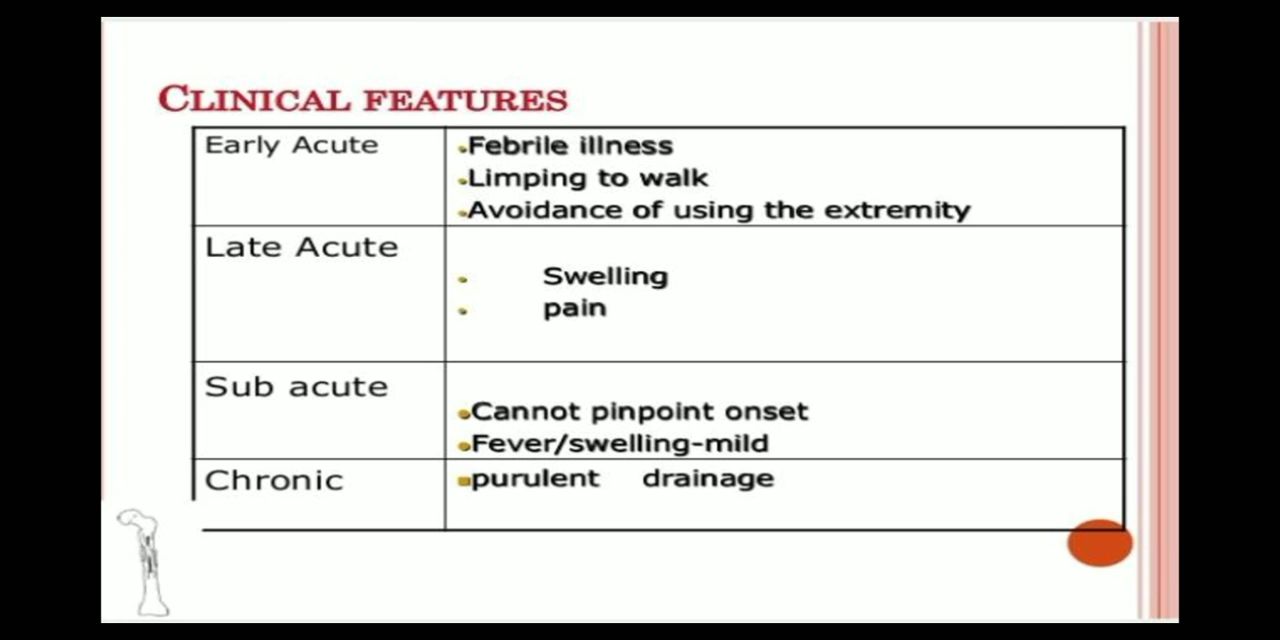 CLINICAL FEATURES
Early Acute
•Febrile illness
•Limping to walk
•Avoidance of using the extremity
Late Acute
• Swelling
• pain
Sub acute
•Cannot pinpoint onset
•Fever/swelling-mild
Chronic
▪purulent drainage